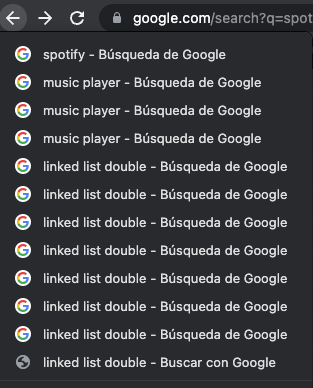 google.com/search?q=spot
spotify - Búsqueda de Google
music player - Búsqueda de Google
music player - Búsqueda de Google
music player - Búsqueda de Google
linked list double - Búsqueda de Google
linked list double - Búsqueda de Google
linked list double - Búsqueda de Google
linked list double - Búsqueda de Google
linked list double - Búsqueda de Google
linked list double - Búsqueda de Google
linked list double - Búsqueda de Google
linked list double - Buscar con Google